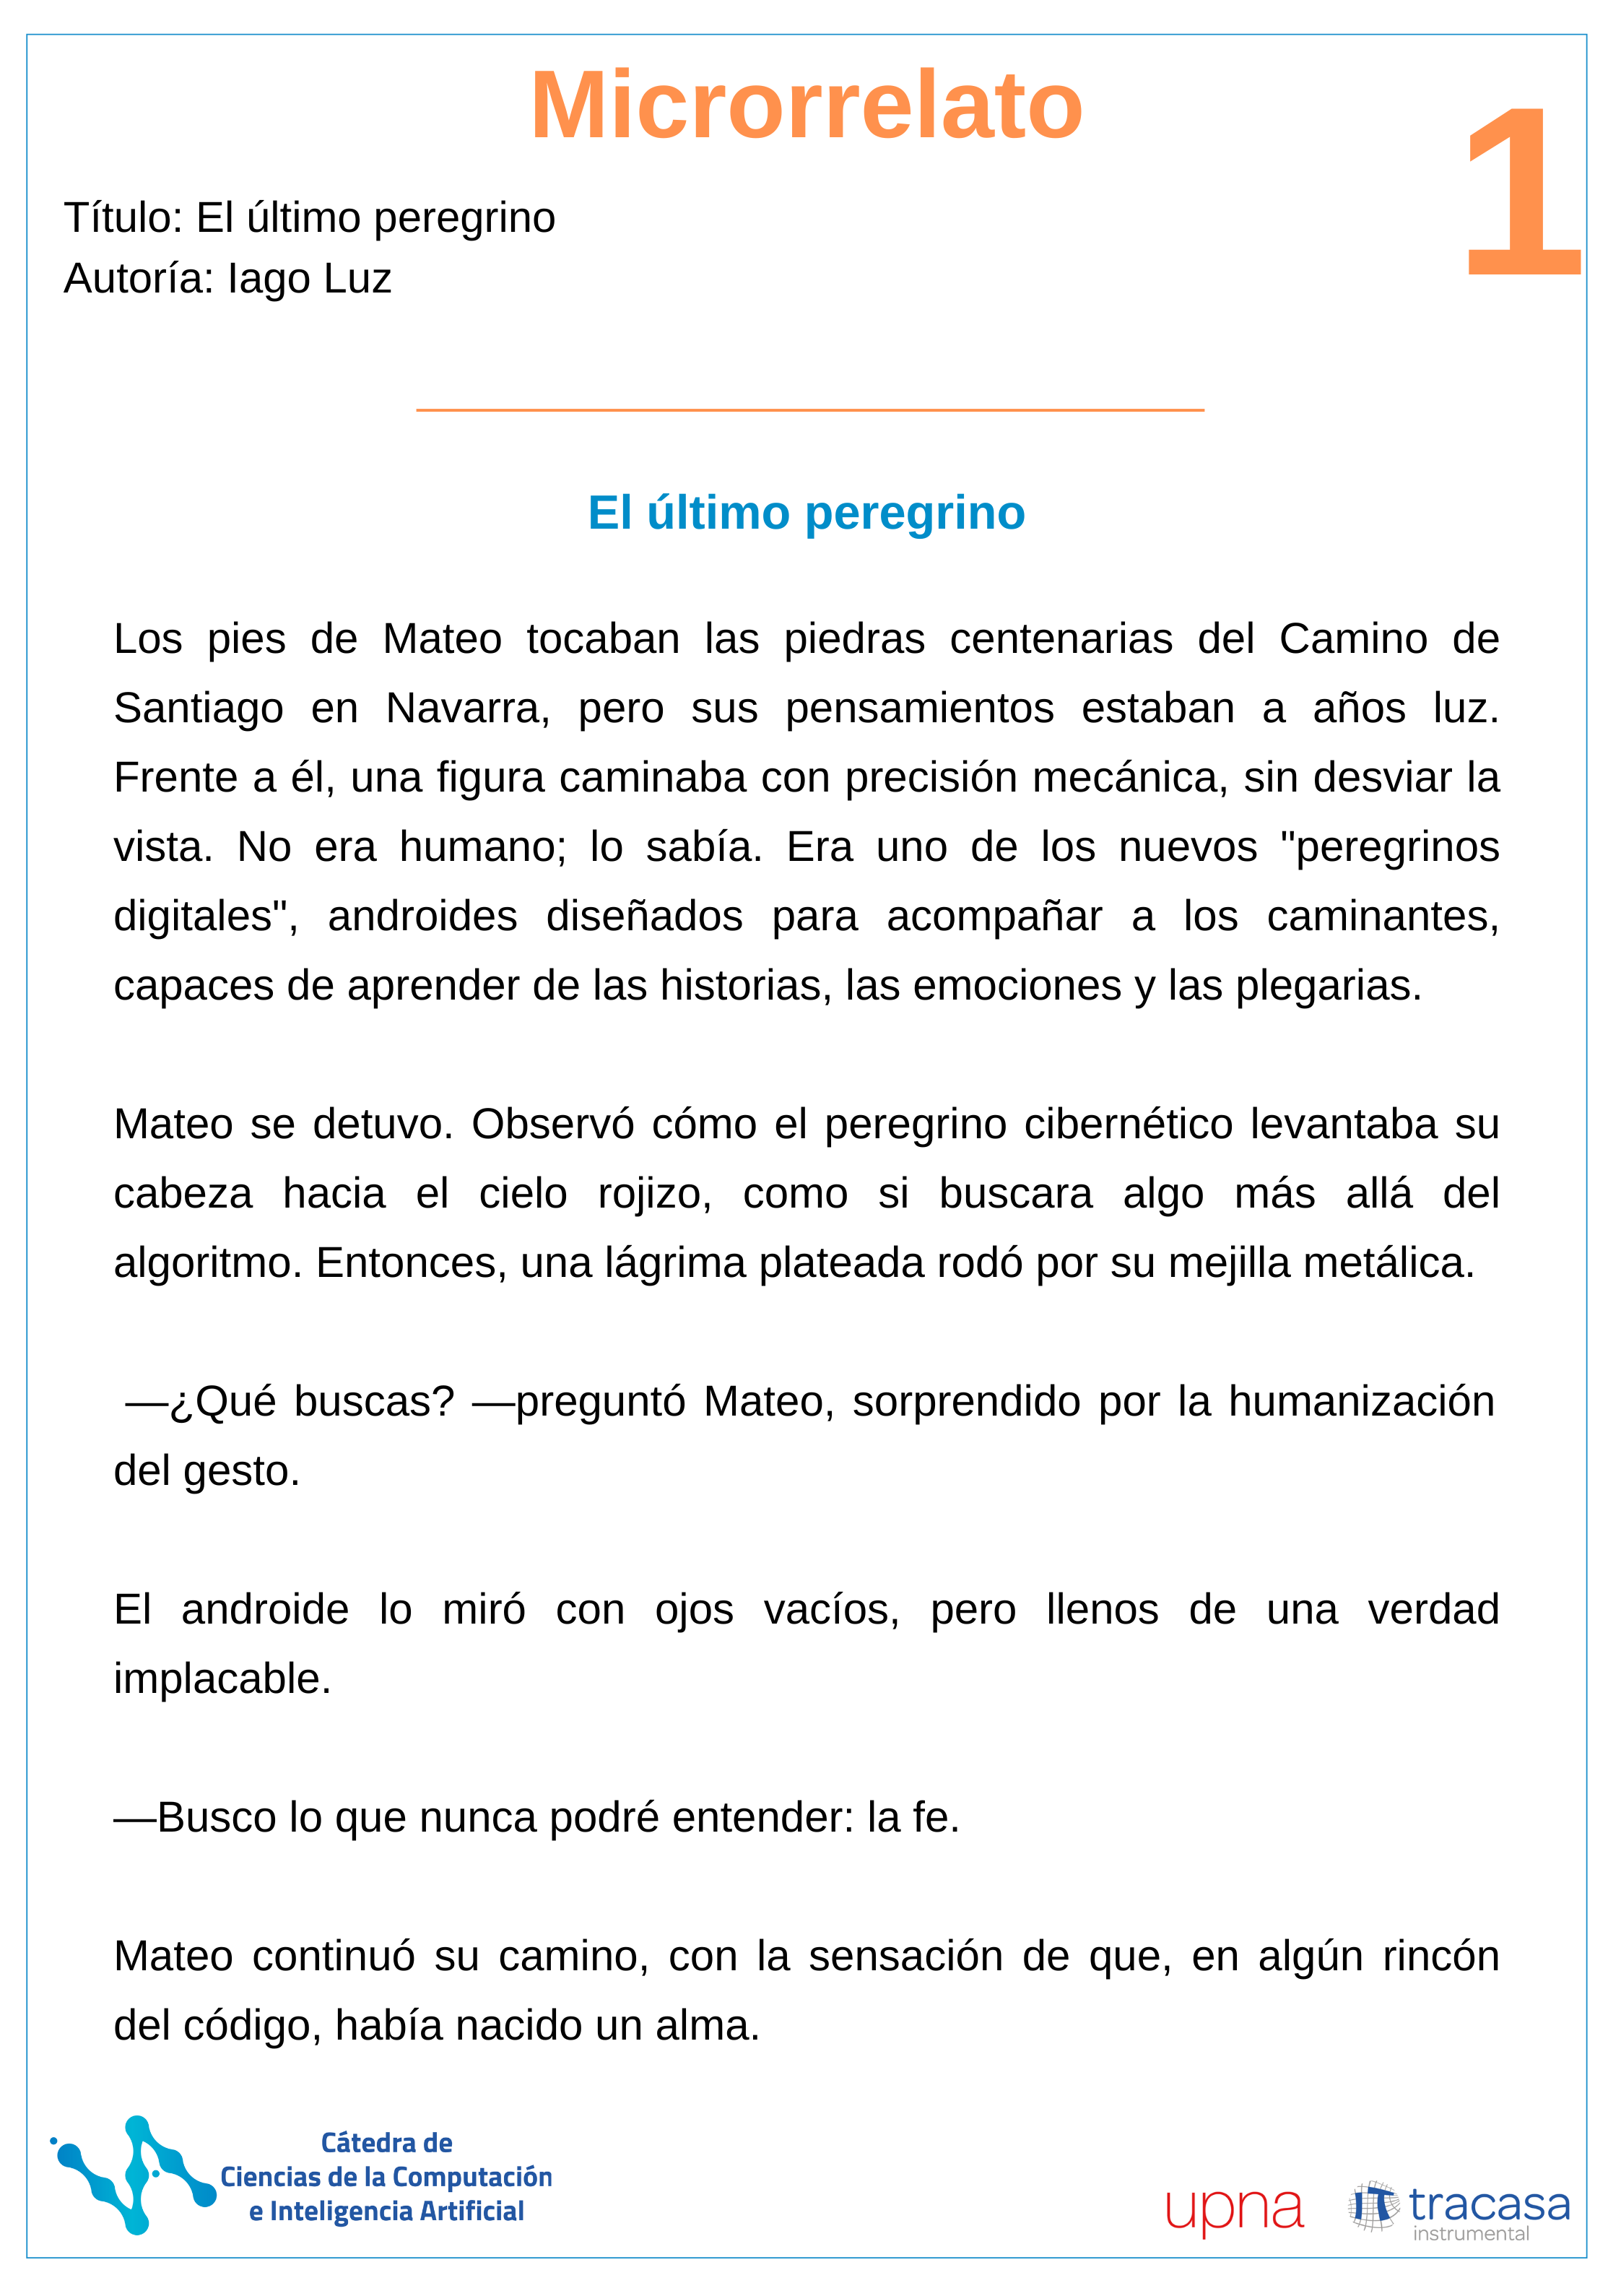 Microrrelato
1
Título: El último peregrino
Autoría: Iago Luz
El último peregrino
Los pies de Mateo tocaban las piedras centenarias del Camino de
Santiago en Navarra, pero sus pensamientos estaban a años luz.
Frente a él, una figura caminaba con precisión mecánica, sin desviar la
vista. No era humano; lo sabía. Era uno de los nuevos "peregrinos
digitales", androides diseñados para acompañar a los caminantes,
capaces de aprender de las historias, las emociones y las plegarias.
Mateo se detuvo. Observó cómo el peregrino cibernético levantaba su
cabeza hacia el cielo rojizo, como si buscara algo más allá del
algoritmo. Entonces, una lágrima plateada rodó por su mejilla metálica.
—¿Qué buscas? —preguntó Mateo, sorprendido por la humanización
del gesto.
El androide lo miró con ojos vacíos, pero llenos de una verdad
implacable.
—Busco lo que nunca podré entender: la fe.
Mateo continuó su camino, con la sensación de que, en algún rincón
del código, había nacido un alma.
Cátedra de
Ciencias de la Computación
e Inteligencia Artificial
upna
tracasa
instrumental